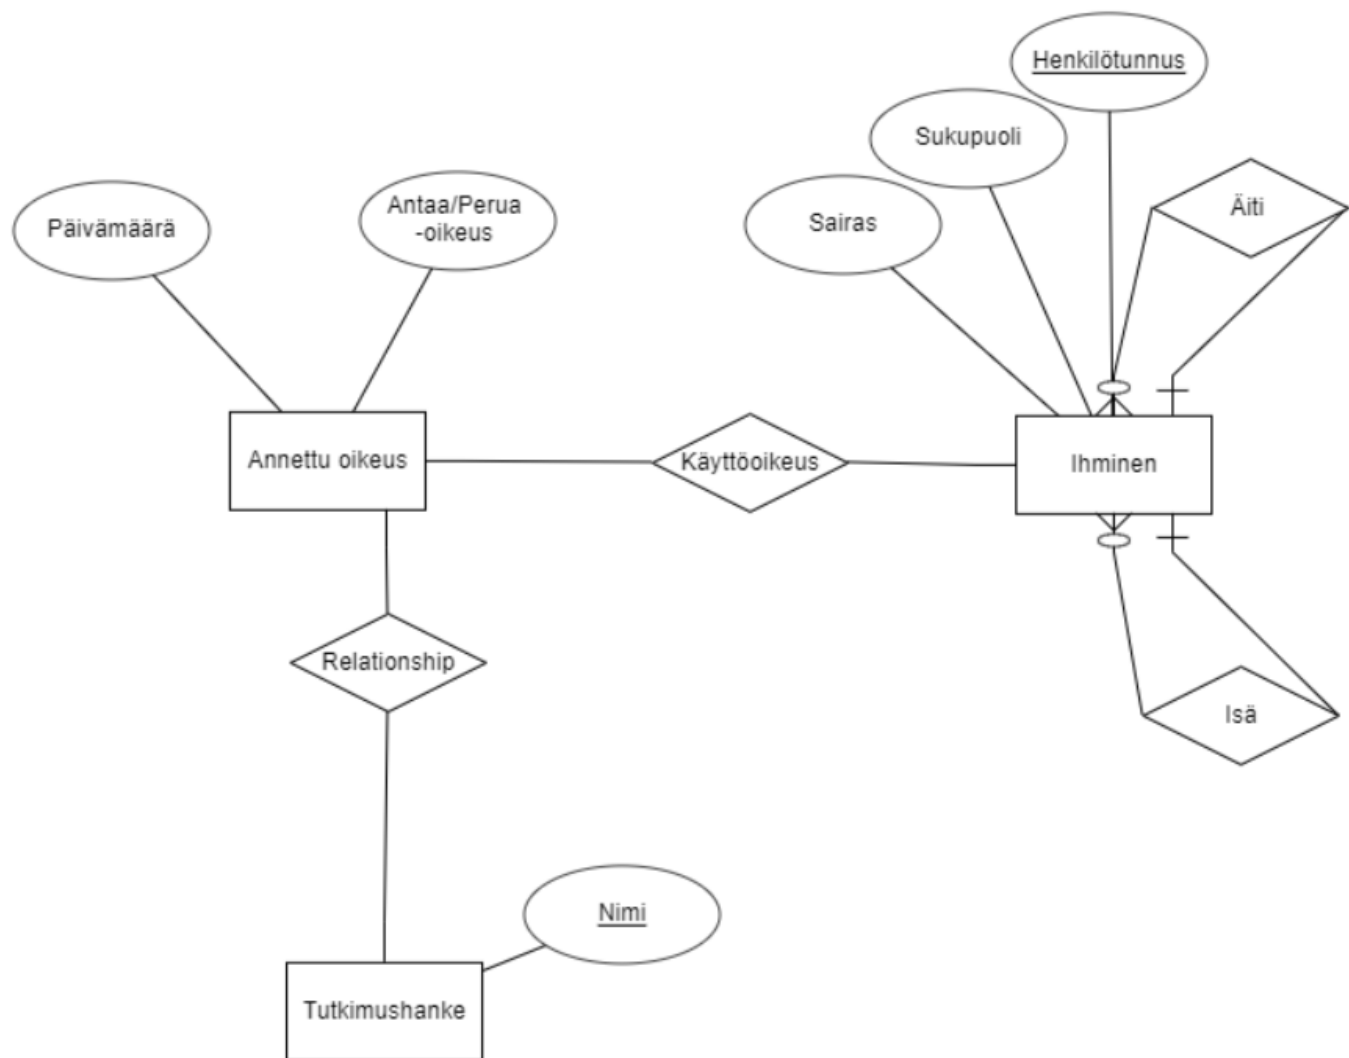 Henkilötunnus
Sukupuoli
Äiti
Antaa/Perua
-oikeus
Sairas
Päivämäärä
Annettu oikeus
Käyttöoikeus
Ihminen
Relationship
Isä
Nimi
Tutkimushanke